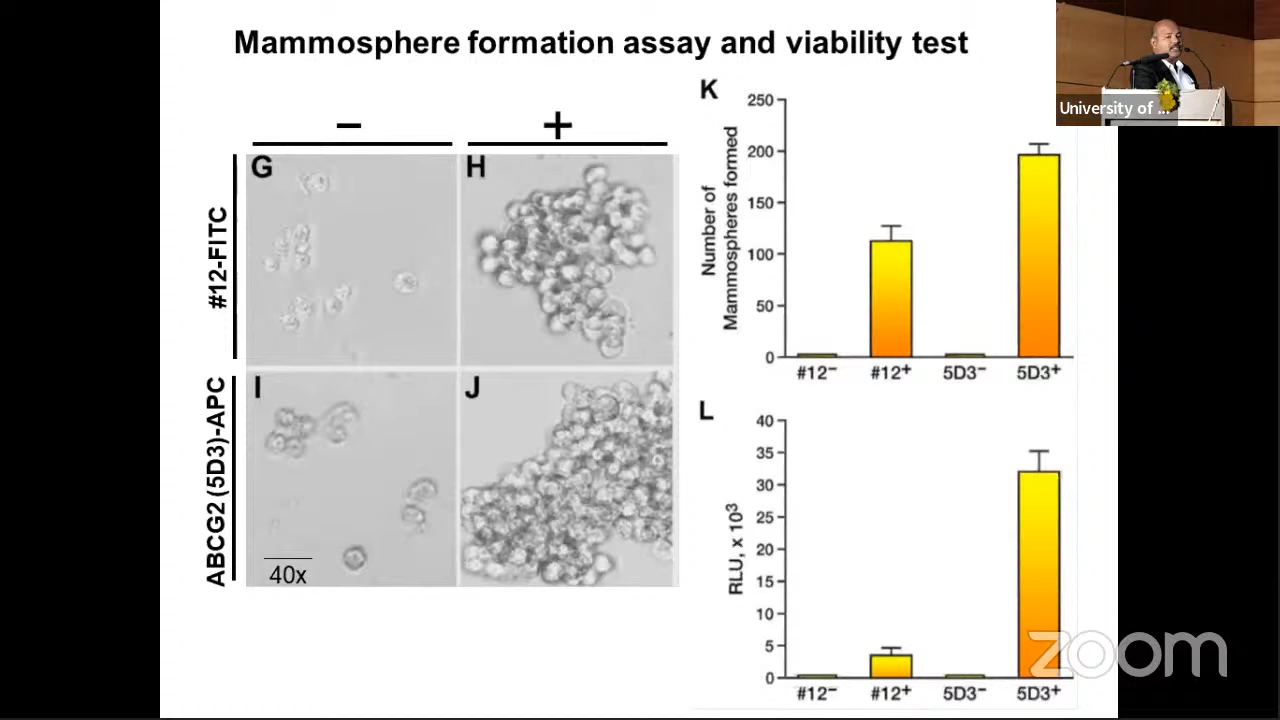 Mammosphere formation assay and viability test
University of ...
− +
#12-FITC
G H
ABCG2 (5D3)-APC
I J
40x
K
Number of
Mammospheres formed
250
200
150
100
50
0
#12− #12+ 5D3− 5D3+
L
RLU, x 10³
40
35
30
25
20
15
10
5
0
#12− #12+ 5D3− 5D3+
zoom